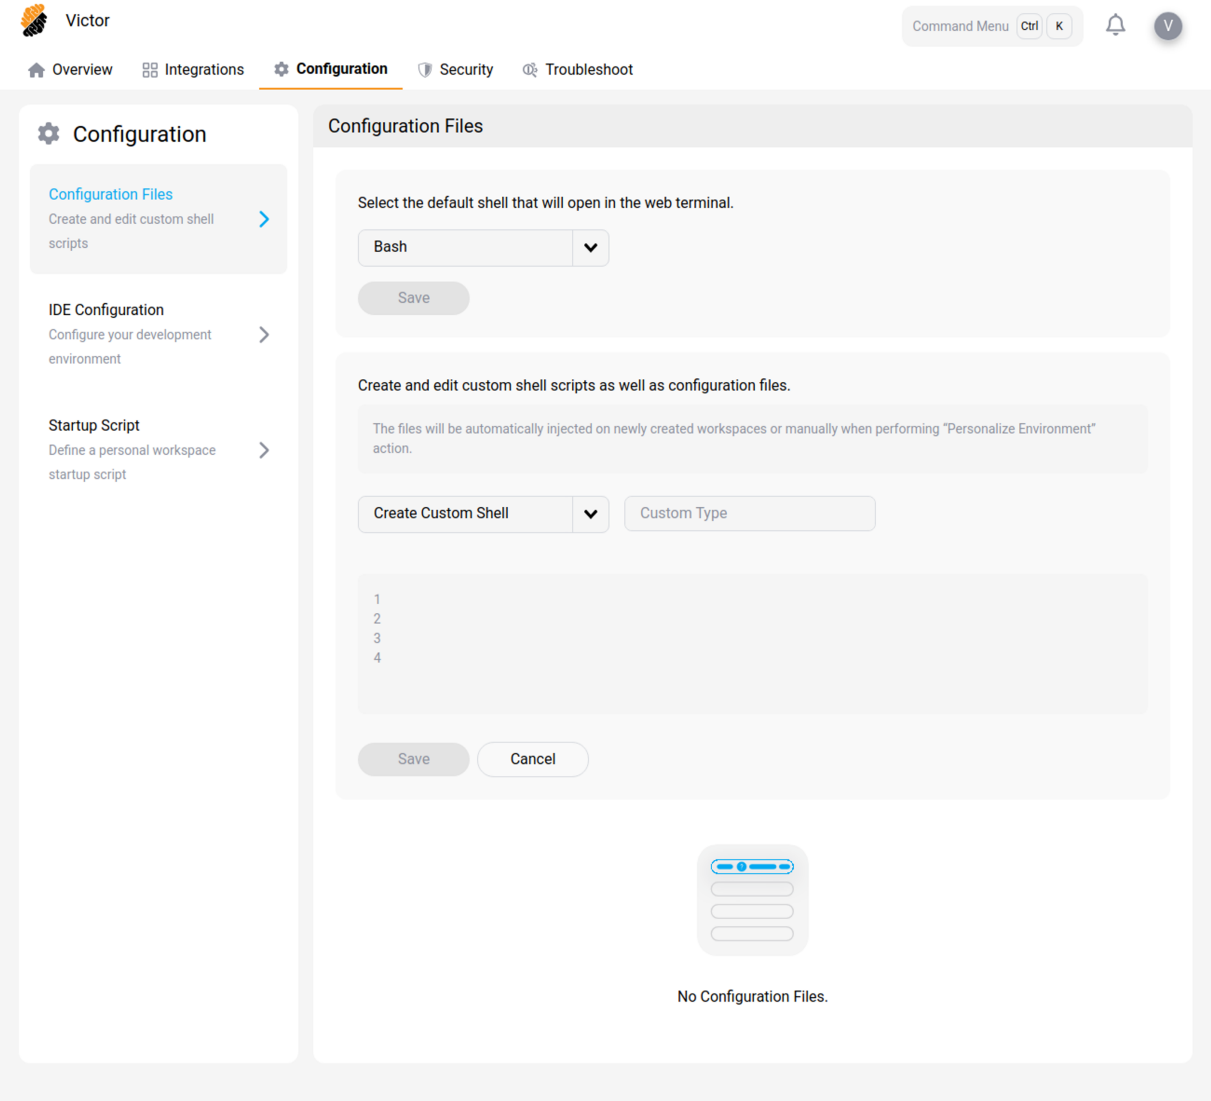 Victor
Command Menu Ctrl K
V
Overview Integrations Configuration Security Troubleshoot
Configuration
Configuration Files
Create and edit custom shell
scripts
IDE Configuration
Configure your development
environment
Startup Script
Define a personal workspace
startup script
Configuration Files
Select the default shell that will open in the web terminal.
Bash
Save
Create and edit custom shell scripts as well as configuration files.
The files will be automatically injected on newly created workspaces or manually when performing “Personalize Environment”
action.
Create Custom Shell Custom Type
1
2
3
4
Save Cancel
No Configuration Files.